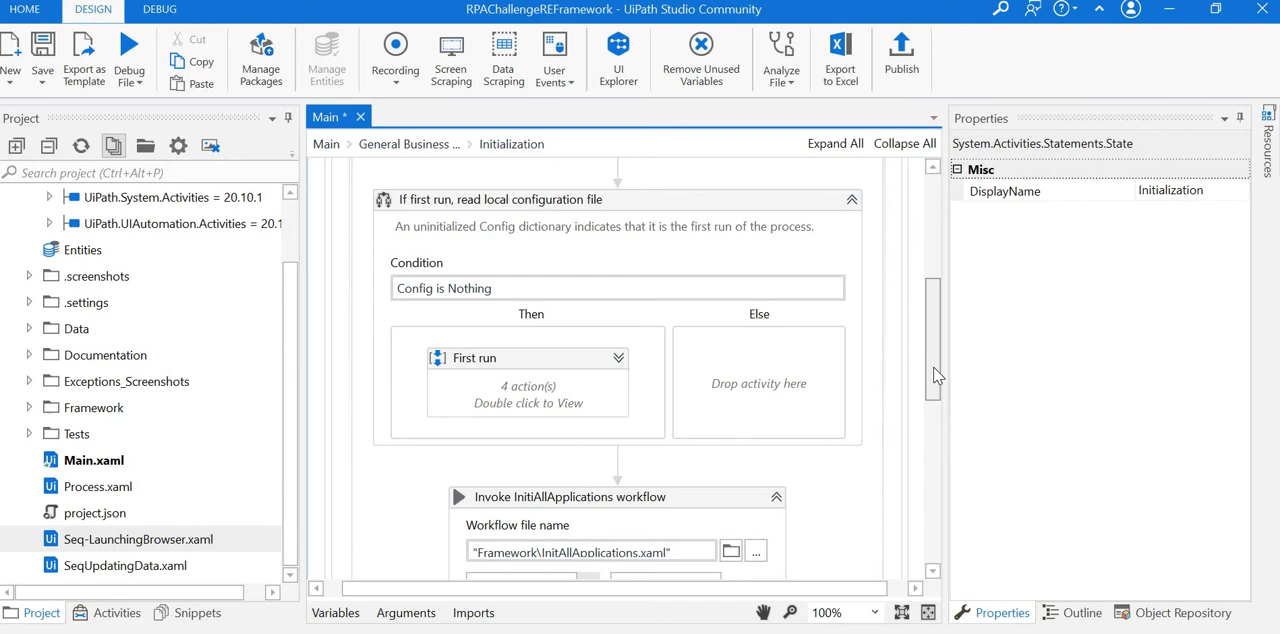 HOME DESIGN DEBUG
RPAChallengeREFramework - UiPath Studio Community
New
Save
Export as Template
Debug File
Cut
Copy
Paste
Manage Packages
Manage Entities
Recording
Screen Scraping
Data Scraping
User Events
UI Explorer
Remove Unused Variables
Analyze File
Export to Excel
Publish
Project
Search project (Ctrl+Alt+P)
UiPath.System.Activities = 20.10.1
UiPath.UIAutomation.Activities = 20.1
Entities
.screenshots
.settings
Data
Documentation
Exceptions_Screenshots
Framework
Tests
Main.xaml
Process.xaml
project.json
Seq-LaunchingBrowser.xaml
SeqUpdatingData.xaml
Project Activities Snippets
Main *
Main > General Business ... > Initialization
Expand All Collapse All
If first run, read local configuration file
An uninitialized Config dictionary indicates that it is the first run of the process.
Condition
Config is Nothing
Then Else
First run
4 action(s)
Double click to View
Drop activity here
Invoke InitiAllApplications workflow
Workflow file name
"Framework\InitAllApplications.xaml"
...
Variables Arguments Imports
100%
Properties
System.Activities.Statements.State
Misc
DisplayName Initialization
Properties Outline Object Repository
Resources